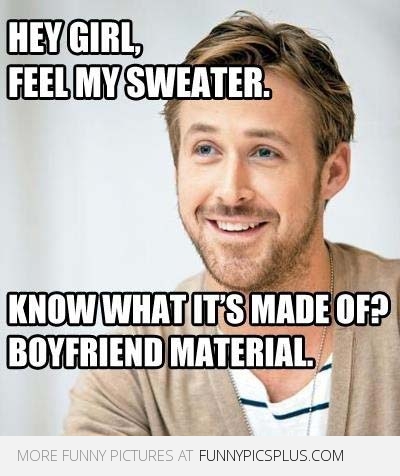 HEY GIRL,
FEEL MY SWEATER.
KNOW WHAT IT'S MADE OF?
BOYFRIEND MATERIAL.
MORE FUNNY PICTURES AT FUNNYPICSPLUS.COM